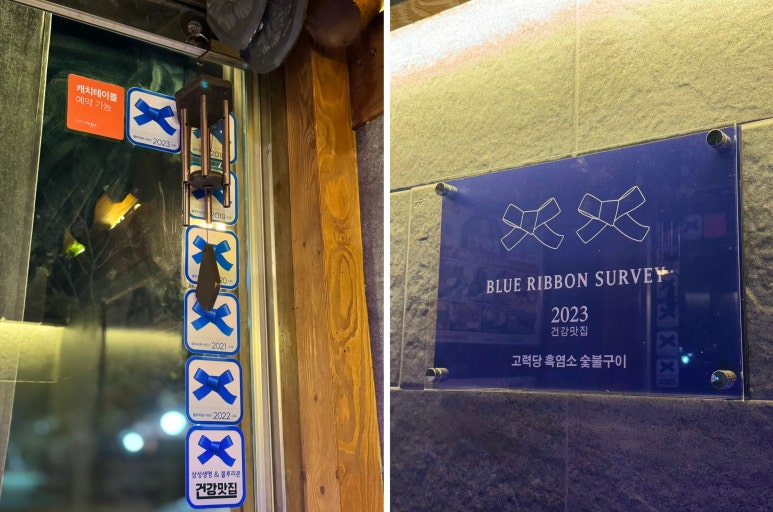 캐치테이블
예약 가능
2023
2019
2021
2022
삼성생명 & 블루리본
건강맛집
BLUE RIBBON SURVEY
2023
건강맛집
고력당 흑염소 숯불구이